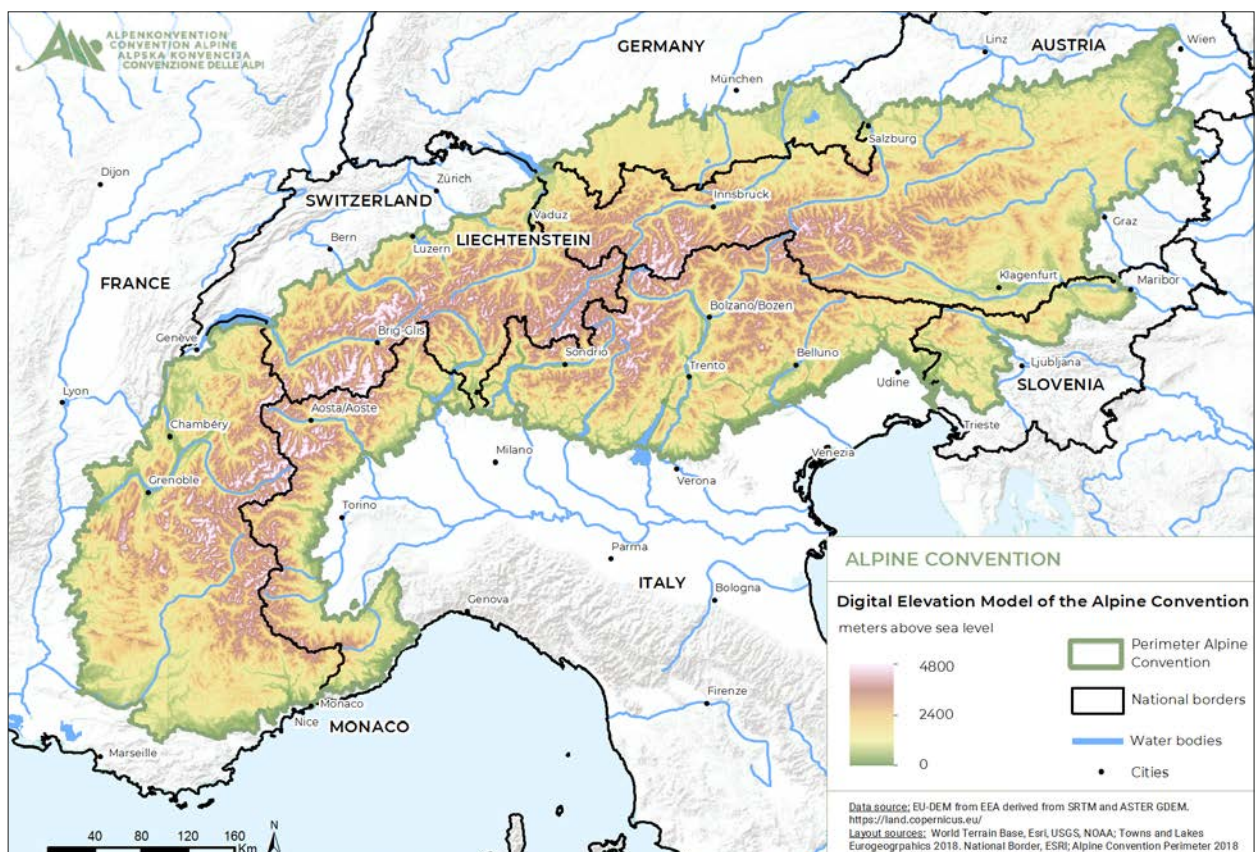 ALPENKONVENTION
CONVENTION ALPINE
ALPSKA KONVENCIJA
CONVENZIONE DELLE ALPI
GERMANY
AUSTRIA
Linz
Wien
München
Salzburg
Dijon
Zürich
SWITZERLAND
Innsbruck
Vaduz
Graz
Bern
Luzern
LIECHTENSTEIN
FRANCE
Klagenfurt
Maribor
Bolzano/Bozen
Genève
Brig-Glis
Sondrio
Trento
Belluno
Ljubljana
Udine
SLOVENIA
Lyon
Aosta/Aoste
Chambéry
Trieste
Milano
Venezia
Grenoble
Verona
Torino
Parma
ITALY
Bologna
Genova
Monaco
Nice
MONACO
Firenze
Marseille
40 80 120 160
Km
N
ALPINE CONVENTION
Digital Elevation Model of the Alpine Convention
meters above sea level
4800
2400
0
Perimeter Alpine
Convention
National borders
Water bodies
Cities
Data source: EU-DEM from EEA derived from SRTM and ASTER GDEM.
https://land.copernicus.eu/
Layout sources: World Terrain Base, Esri, USGS, NOAA; Towns and Lakes
Eurogeogrpahics 2018. National Border, ESRI; Alpine Convention Perimeter 2018